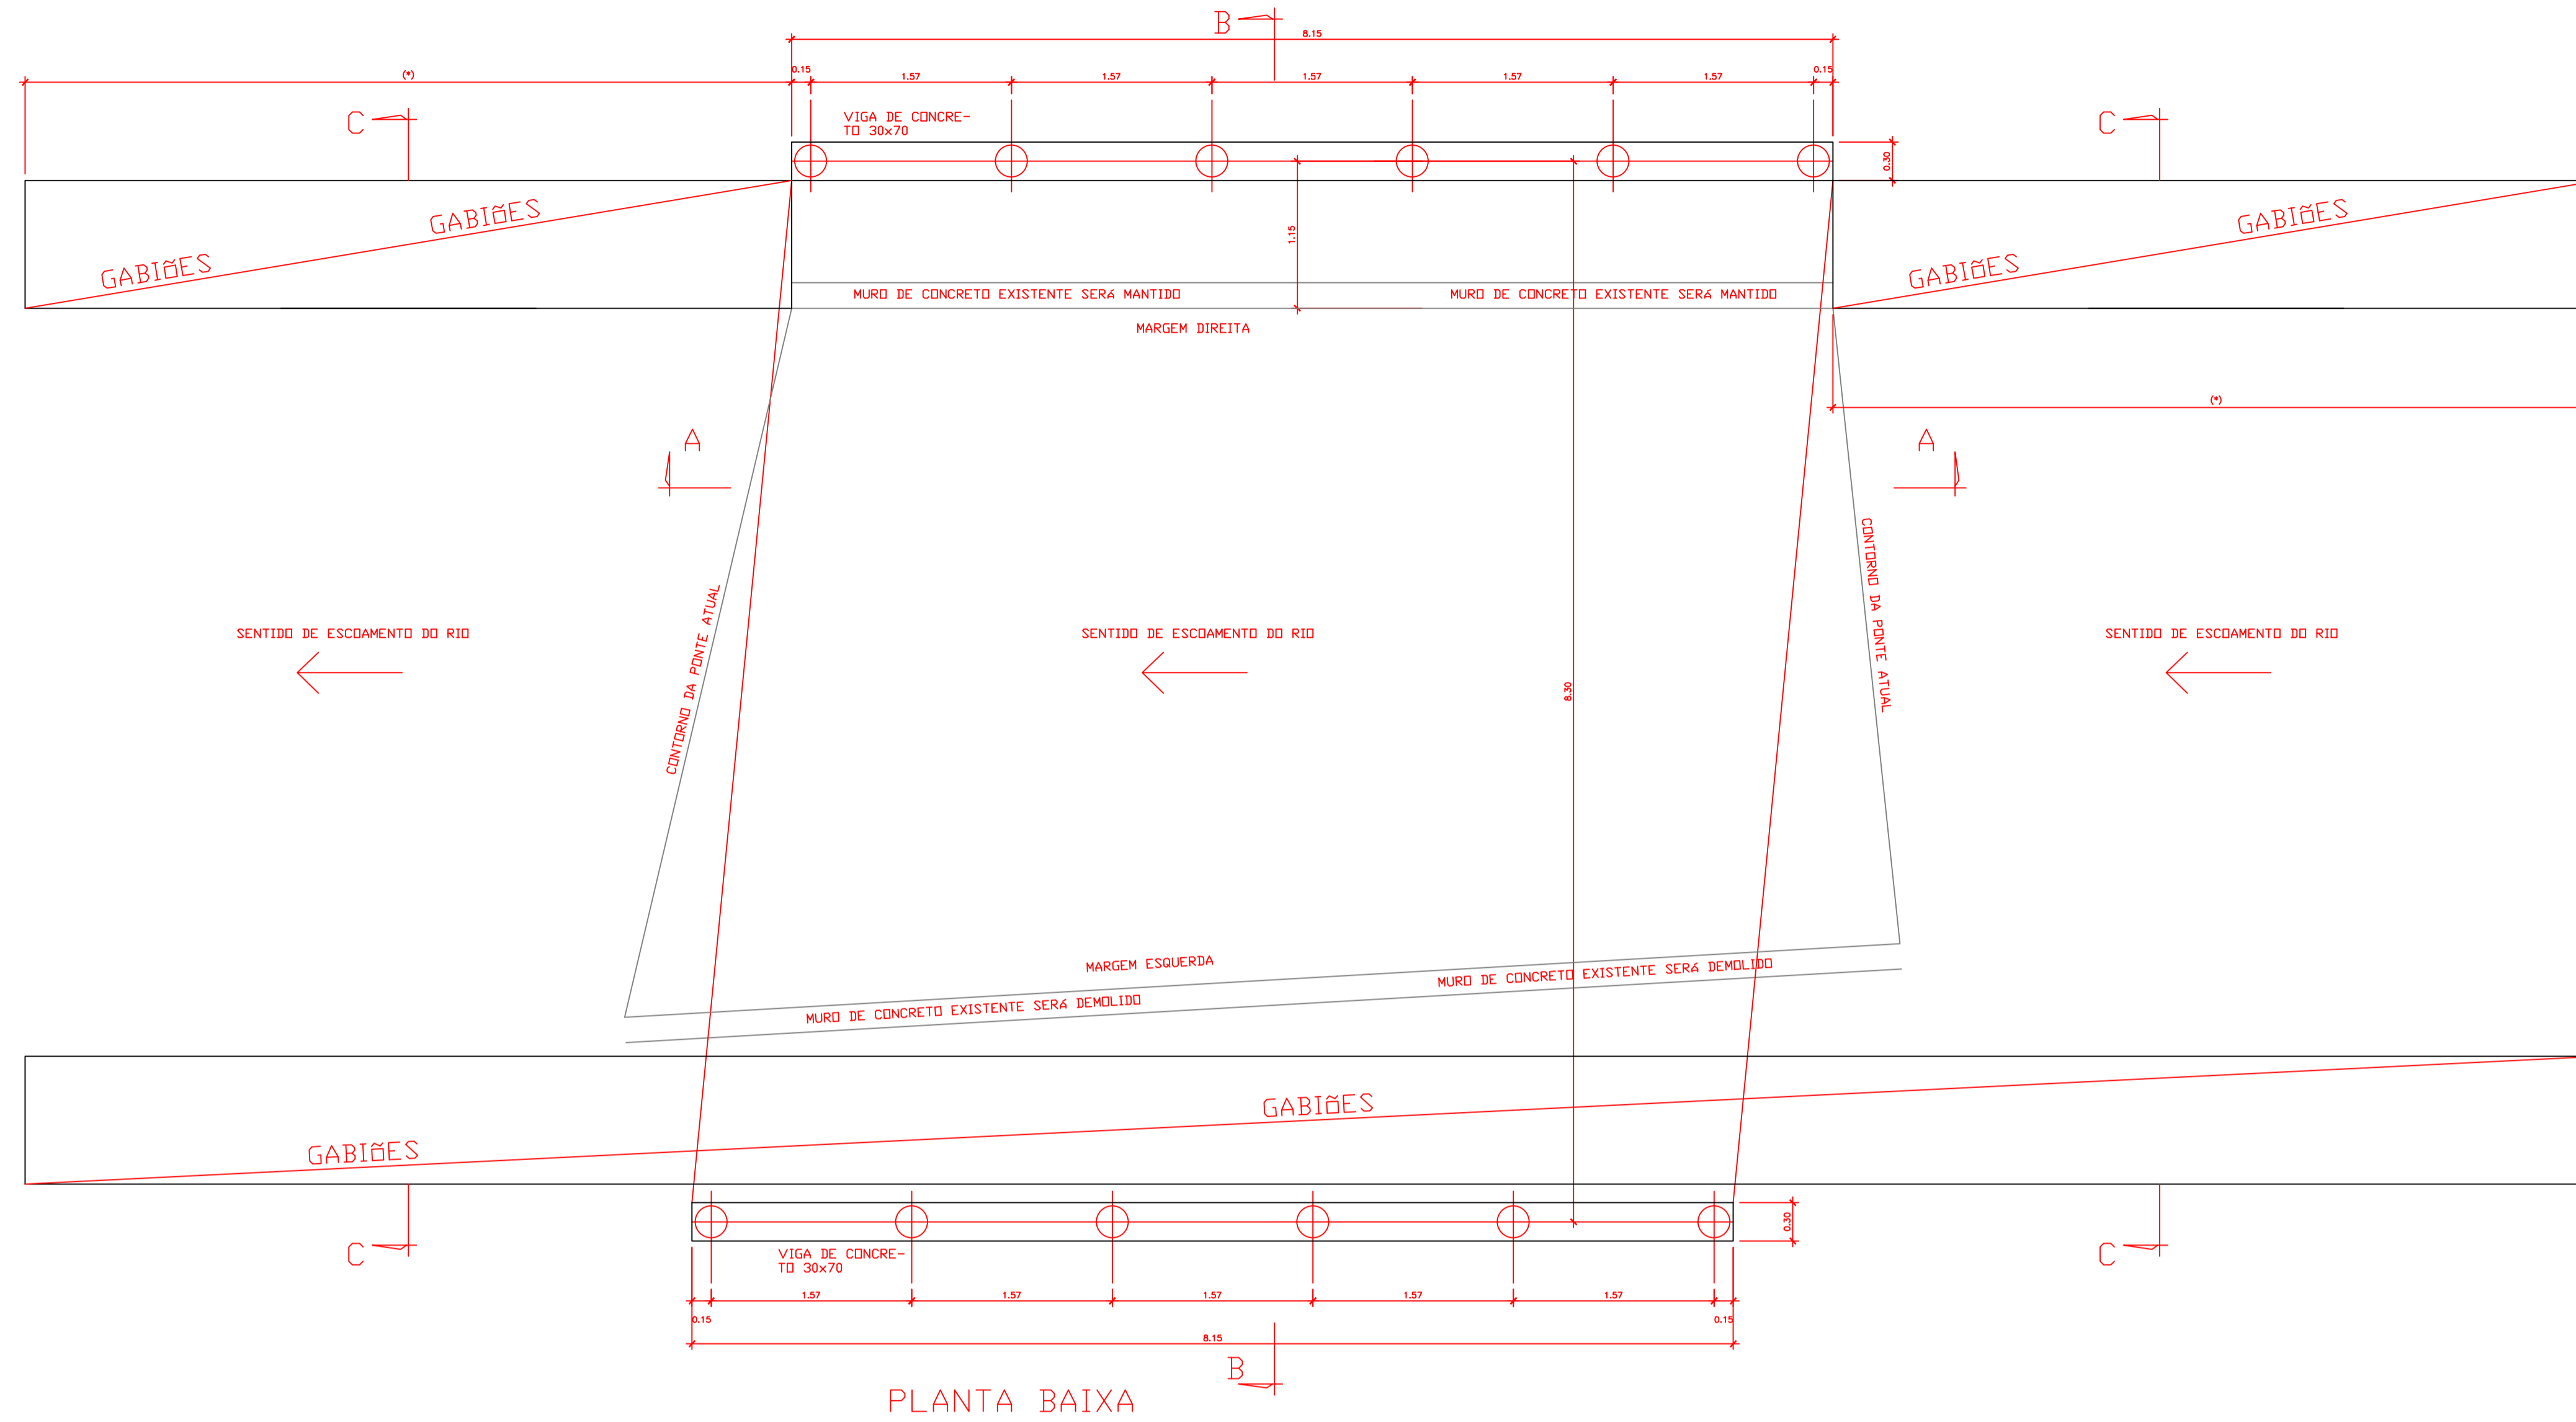 B
8.15
(*)
0.15
1.57
1.57
1.57
1.57
1.57
0.15
C
VIGA DE CONCRE-
TO 30x70
C
0.30
GABIÕES
GABIÕES
1.15
GABIÕES
GABIÕES
MURO DE CONCRETO EXISTENTE SERÁ MANTIDO
MURO DE CONCRETO EXISTENTE SERÁ MANTIDO
MARGEM DIREITA
(*)
A
A
CONTORNO DA PONTE ATUAL
CONTORNO DA PONTE ATUAL
SENTIDO DE ESCOAMENTO DO RIO
SENTIDO DE ESCOAMENTO DO RIO
SENTIDO DE ESCOAMENTO DO RIO
8.30
MARGEM ESQUERDA
MURO DE CONCRETO EXISTENTE SERÁ DEMOLIDO
MURO DE CONCRETO EXISTENTE SERÁ DEMOLIDO
GABIÕES
GABIÕES
0.30
C
VIGA DE CONCRE-
TO 30x70
C
1.57
1.57
1.57
1.57
1.57
0.15
0.15
8.15
B
PLANTA BAIXA